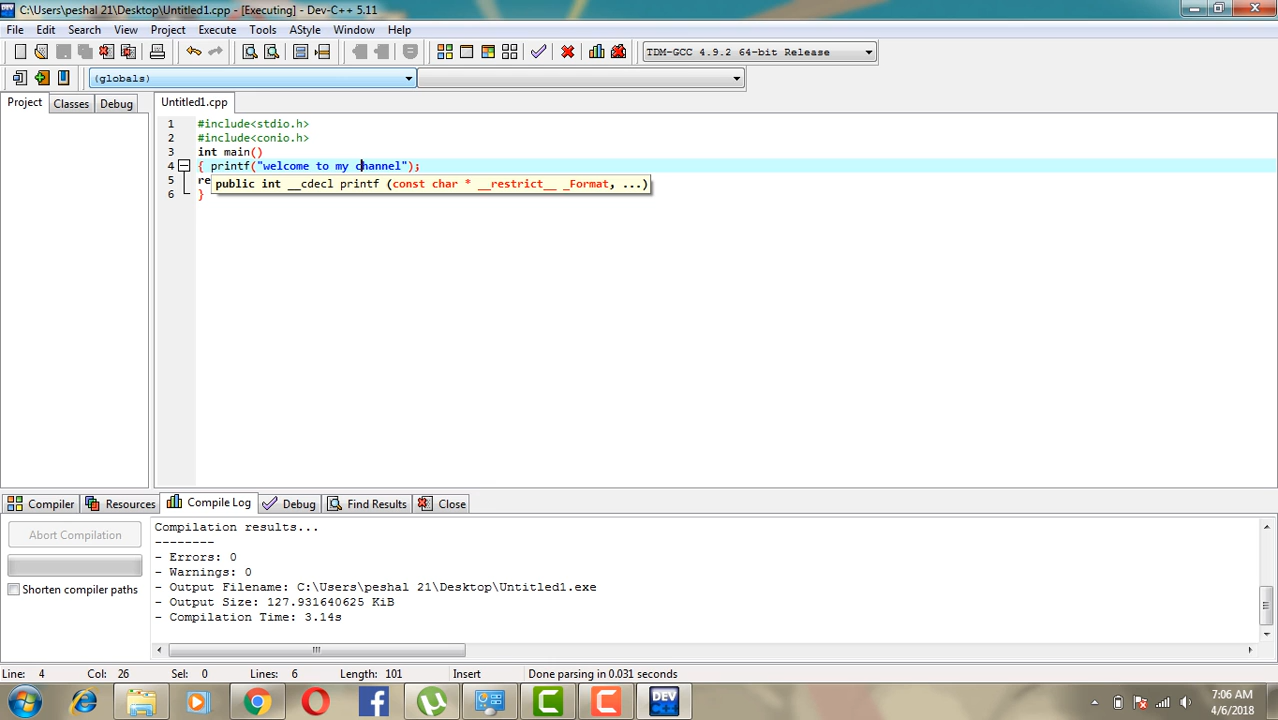 C:\Users\peshal 21\Desktop\Untitled1.cpp - [Executing] - Dev-C++ 5.11
File Edit Search View Project Execute Tools AStyle Window Help
TDM-GCC 4.9.2 64-bit Release
(globals)
Project Classes Debug
Untitled1.cpp
1 #include<stdio.h>
2 #include<conio.h>
3 int main()
4 { printf("welcome to my channel");
public int __cdecl printf (const char * __restrict__ _Format, ...)
5 re
6 }
Compiler Resources Compile Log Debug Find Results Close
Abort Compilation
Shorten compiler paths
Compilation results...
--------
- Errors: 0
- Warnings: 0
- Output Filename: C:\Users\peshal 21\Desktop\Untitled1.exe
- Output Size: 127.931640625 KiB
- Compilation Time: 3.14s
Line: 4 Col: 26 Sel: 0 Lines: 6 Length: 101 Insert Done parsing in 0.031 seconds
DEV
7:06 AM
4/6/2018